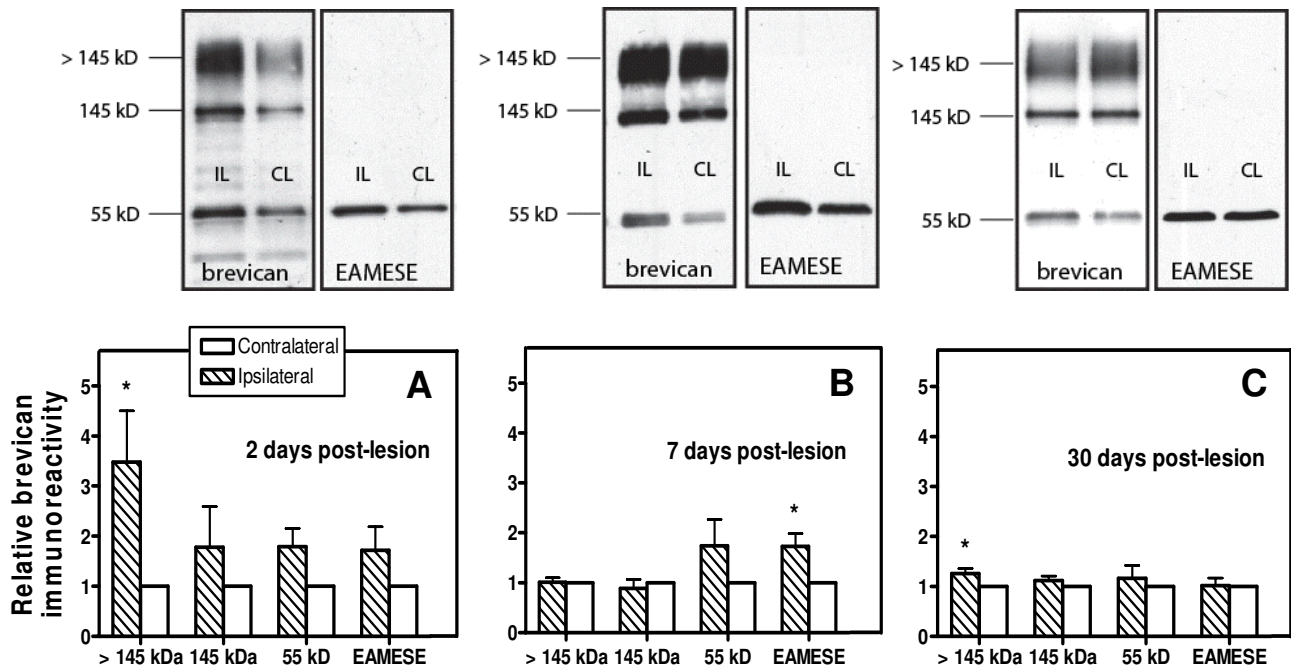 > 145 kD
145 kD
55 kD
IL CL
IL CL
brevican
EAMESE
> 145 kD
145 kD
55 kD
IL CL
IL CL
brevican
EAMESE
> 145 kD
145 kD
55 kD
IL CL
IL CL
brevican
EAMESE
Relative brevican
immunoreactivity
Contralateral
Ipsilateral
A
2 days post-lesion
*
5
4
3
2
1
0
> 145 kDa 145 kDa 55 kD EAMESE
B
7 days post-lesion
*
5
4
3
2
1
0
> 145 kDa 145 kDa 55 kD EAMESE
C
30 days post-lesion
*
5
4
3
2
1
0
> 145 kDa 145 kDa 55 kD EAMESE